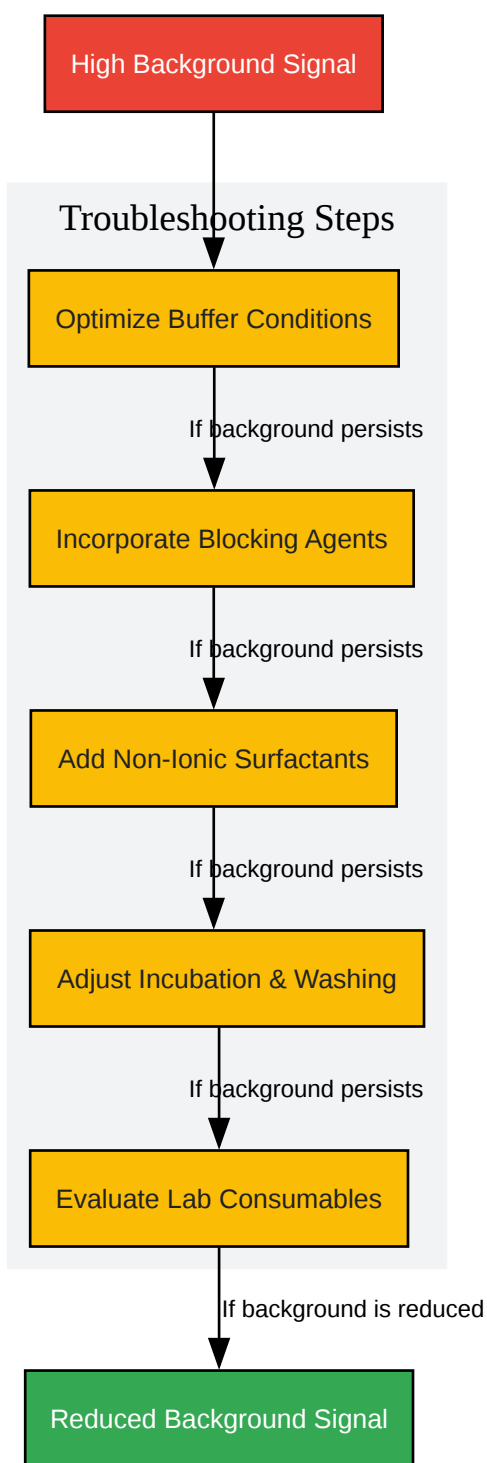 High Background Signal
Troubleshooting Steps
Optimize Buffer Conditions
If background persists
Incorporate Blocking Agents
If background persists
Add Non-Ionic Surfactants
If background persists
Adjust Incubation & Washing
If background persists
Evaluate Lab Consumables
If background is reduced
Reduced Background Signal